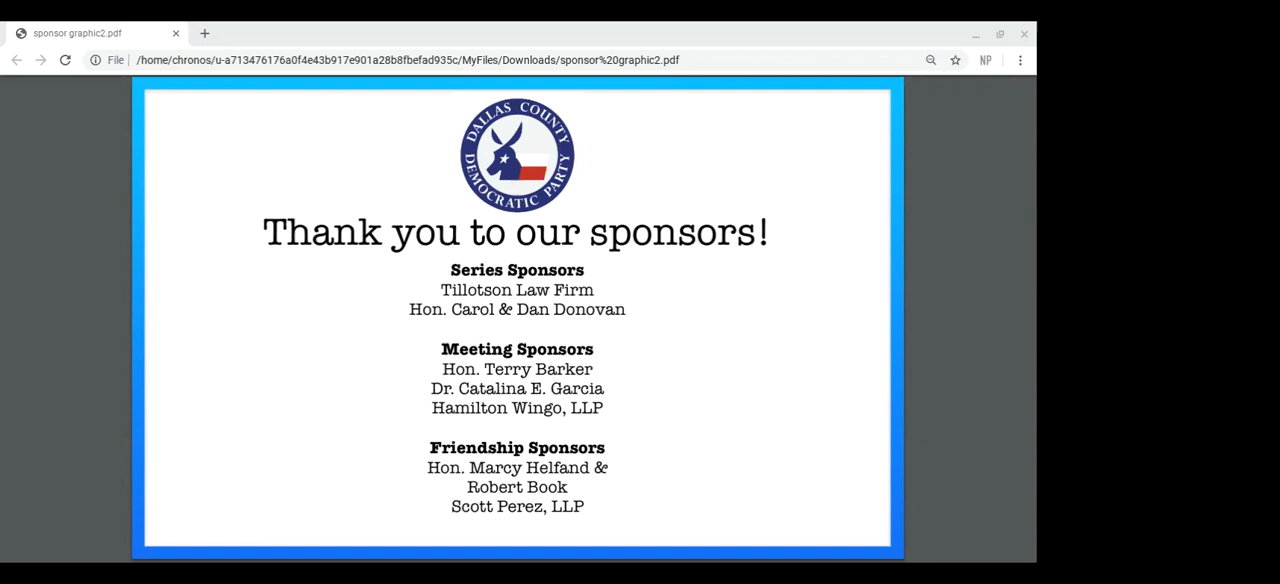 sponsor graphic2.pdf
File
/home/chronos/u-a713476176a0f4e43b917e901a28b8fbefad935c/MyFiles/Downloads/sponsor%20graphic2.pdf
NP
DALLAS COUNTY
DEMOCRATIC PARTY
Thank you to our sponsors!
Series Sponsors
Tillotson Law Firm
Hon. Carol & Dan Donovan
Meeting Sponsors
Hon. Terry Barker
Dr. Catalina E. Garcia
Hamilton Wingo, LLP
Friendship Sponsors
Hon. Marcy Helfand &
Robert Book
Scott Perez, LLP